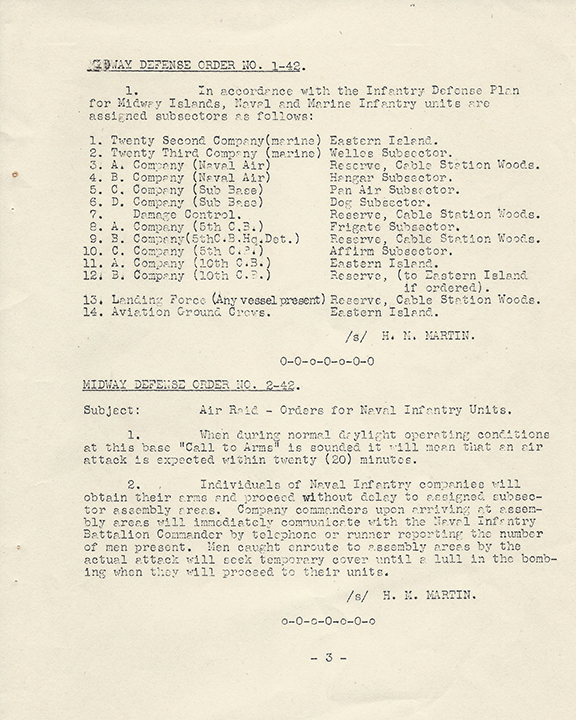 MIDWAY DEFENSE ORDER NO. 1-42.
1. In accordance with the Infantry Defense Plan
for Midway Islands, Naval and Marine Infantry units are
assigned subsectors as follows:
1. Twenty Second Company(marine) Eastern Island.
2. Twenty Third Company (marine) Welles Subsector.
3. A. Company (Naval Air) Reserve, Cable Station Woods.
4. B. Company (Naval Air) Hangar Subsector.
5. C. Company (Sub Base) Pan Air Subsector.
6. D. Company (Sub Base) Dog Subsector.
7. Damage Control. Reserve, Cable Station Woods.
8. A. Company (5th C.B.) Frigate Subsector.
9. B. Company(5thC.B.Hq.Det.) Reserve, Cable Station Woods.
10. C. Company (5th C.B.) Affirm Subsector.
11. A. Company (10th C.B.) Eastern Island.
12. B. Company (10th C.B.) Reserve, (to Eastern Island
if ordered).
13. Landing Force (Any vessel present) Reserve, Cable Station Woods.
14. Aviation Ground Crews. Eastern Island.
/s/ H. M. MARTIN.
O-O-o-O-o-O-O
MIDWAY DEFENSE ORDER NO. 2-42.
Subject: Air Raid - Orders for Naval Infantry Units.
1. When during normal daylight operating conditions
at this base "Call to Arms" is sounded it will mean that an air
attack is expected within twenty (20) minutes.
2. Individuals of Naval Infantry companies will
obtain their arms and proceed without delay to assigned subsec-
tor assembly areas. Company commanders upon arriving at assem-
bly areas will immediately communicate with the Naval Infantry
Battalion Commander by telephone or runner reporting the number
of men present. Men caught enroute to assembly areas by the
actual attack will seek temporary cover until a lull in the bomb-
ing when they will proceed to their units.
/s/ H. M. MARTIN.
o-O-o-O-o-O-o
- 3 -